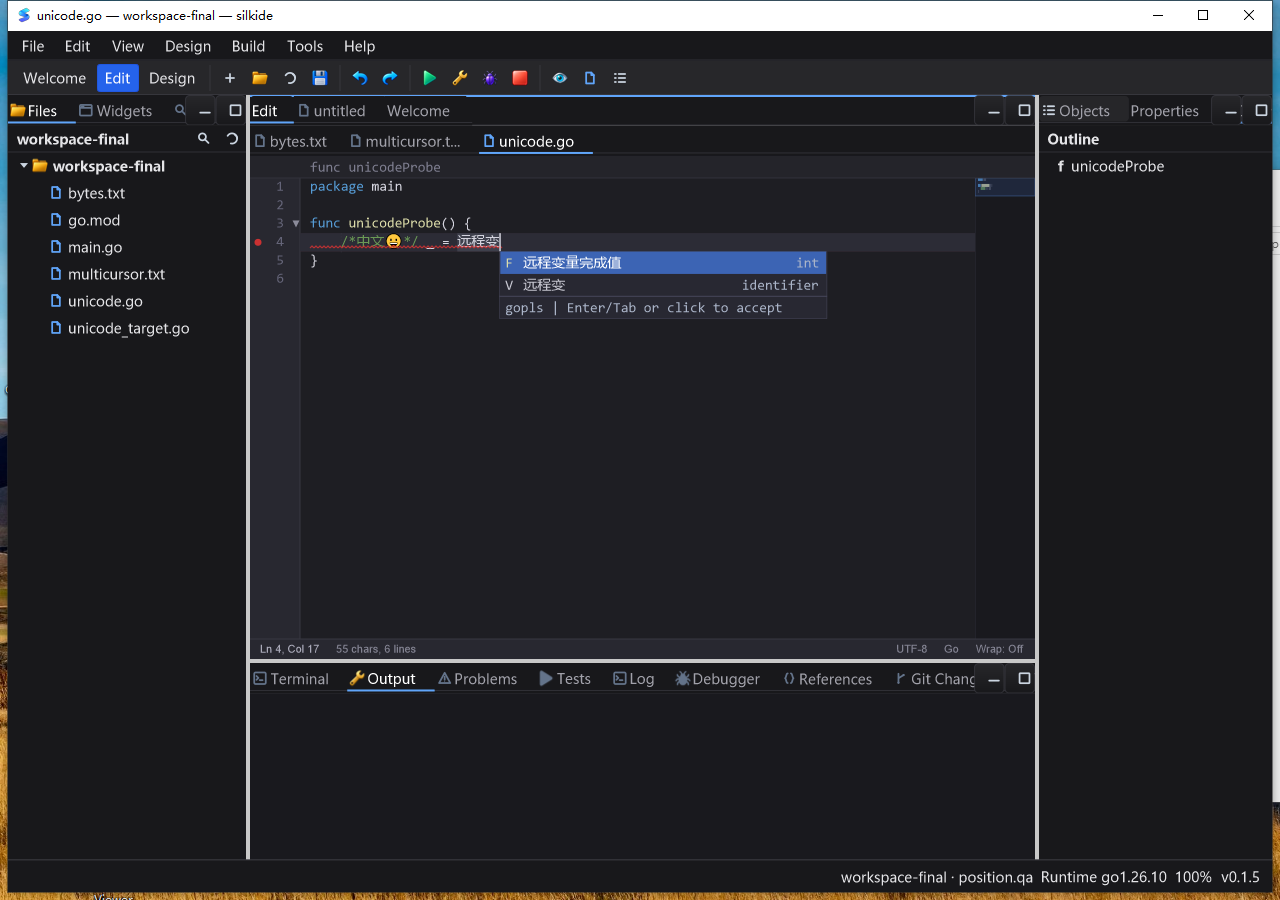 unicode.go — workspace-final — silkide
File Edit View Design Build Tools Help
Welcome Edit Design
Files Widgets
Edit untitled Welcome
Objects Properties
workspace-final
bytes.txt multicursor.t... unicode.go
Outline
workspace-final
f unicodeProbe
bytes.txt
go.mod
main.go
multicursor.txt
unicode.go
unicode_target.go
func unicodeProbe
1 package main
2
3 func unicodeProbe() {
4 /*中文😀*/ _ = 远程变
5 }
6
F 远程变量完成值 int
V 远程变 identifier
gopls | Enter/Tab or click to accept
Ln 4, Col 17 55 chars, 6 lines UTF-8 Go Wrap: Off
Terminal Output Problems Tests Log Debugger References Git Chang
workspace-final · position.qa Runtime go1.26.10 100% v0.1.5